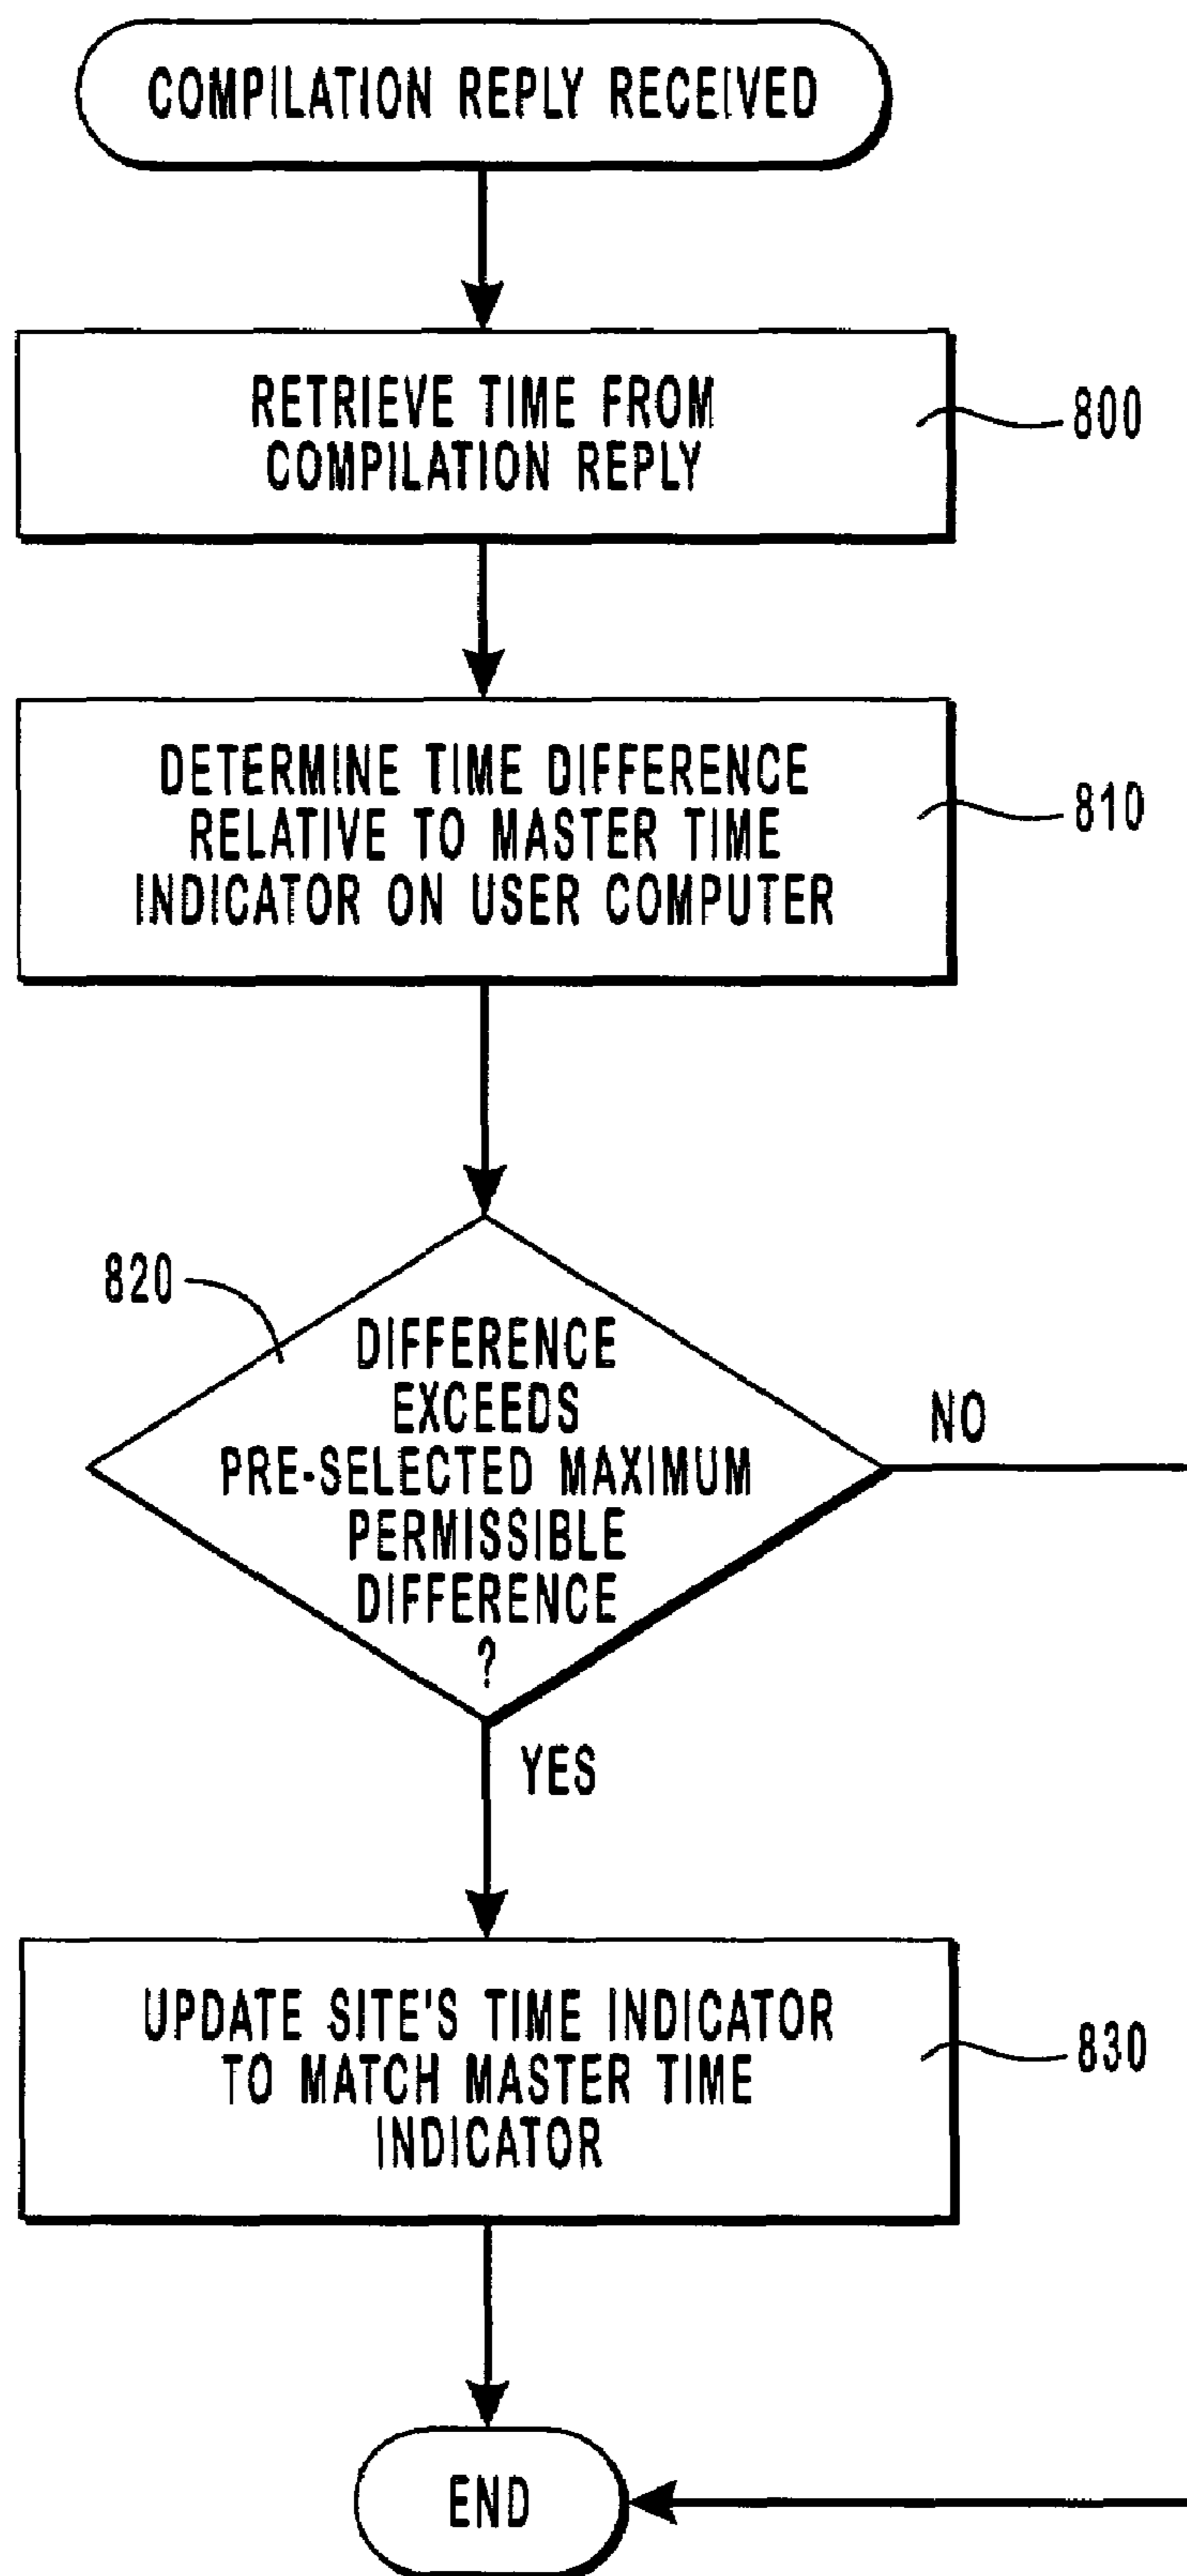 COMPILATION REPLY RECEIVED
RETRIEVE TIME FROM
COMPILATION REPLY
800
DETERMINE TIME DIFFERENCE
RELATIVE TO MASTER TIME
INDICATOR ON USER COMPUTER
810
820
DIFFERENCE
EXCEEDS
PRE-SELECTED MAXIMUM
PERMISSIBLE
DIFFERENCE
?
NO
YES
UPDATE SITE'S TIME INDICATOR
TO MATCH MASTER TIME
INDICATOR
830
END